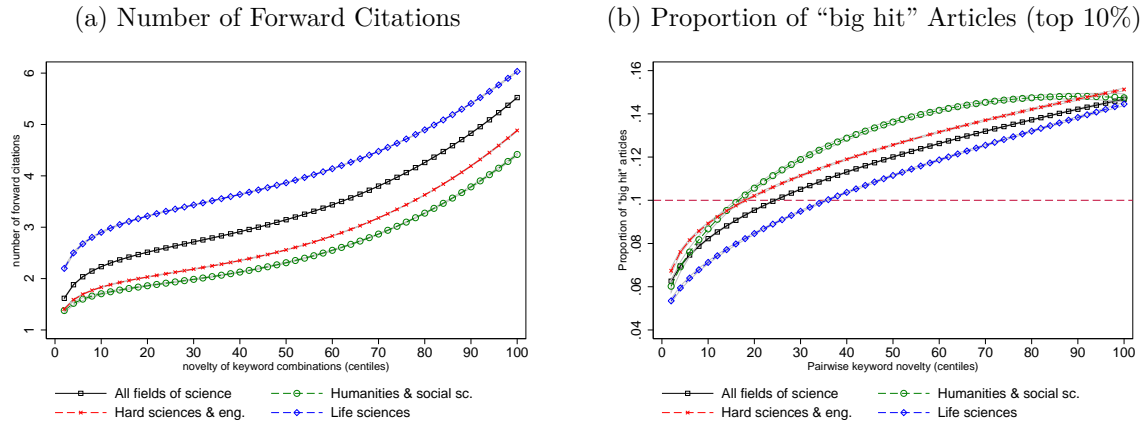 (a) Number of Forward Citations
number of forward citations
6
5
4
3
2
1
0 10 20 30 40 50 60 70 80 90 100
novelty of keyword combinations (centiles)
All fields of science
Humanities & social sc.
Hard sciences & eng.
Life sciences
(b) Proportion of “big hit” Articles (top 10%)
Proportion of "big hit" articles
.16
.14
.12
.1
.08
.06
.04
0 10 20 30 40 50 60 70 80 90 100
Pairwise keyword novelty (centiles)
All fields of science
Humanities & social sc.
Hard sciences & eng.
Life sciences